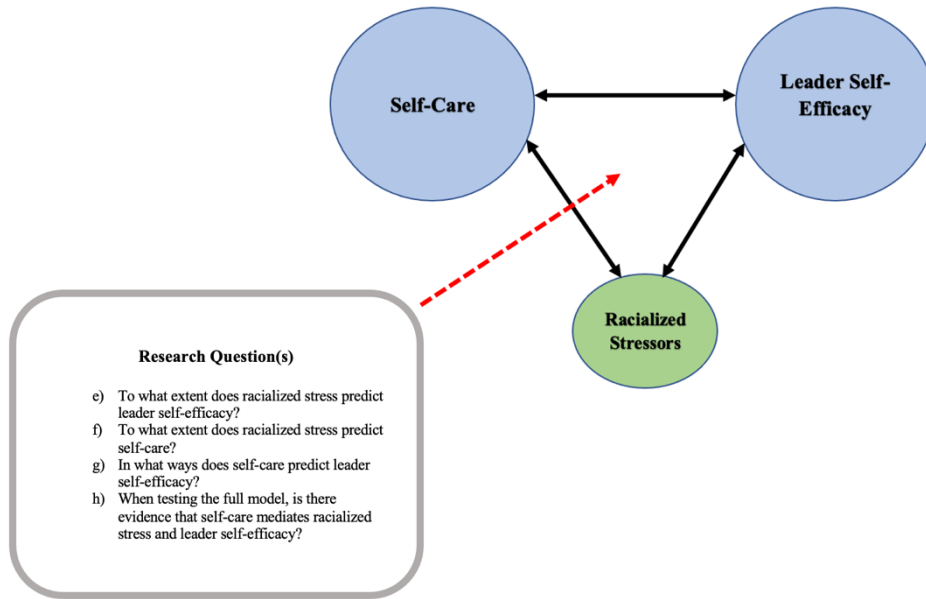 Self-Care
Leader Self-
Efficacy
Racialized
Stressors
Research Question(s)
e) To what extent does racialized stress predict
leader self-efficacy?
f) To what extent does racialized stress predict
self-care?
g) In what ways does self-care predict leader
self-efficacy?
h) When testing the full model, is there
evidence that self-care mediates racialized
stress and leader self-efficacy?